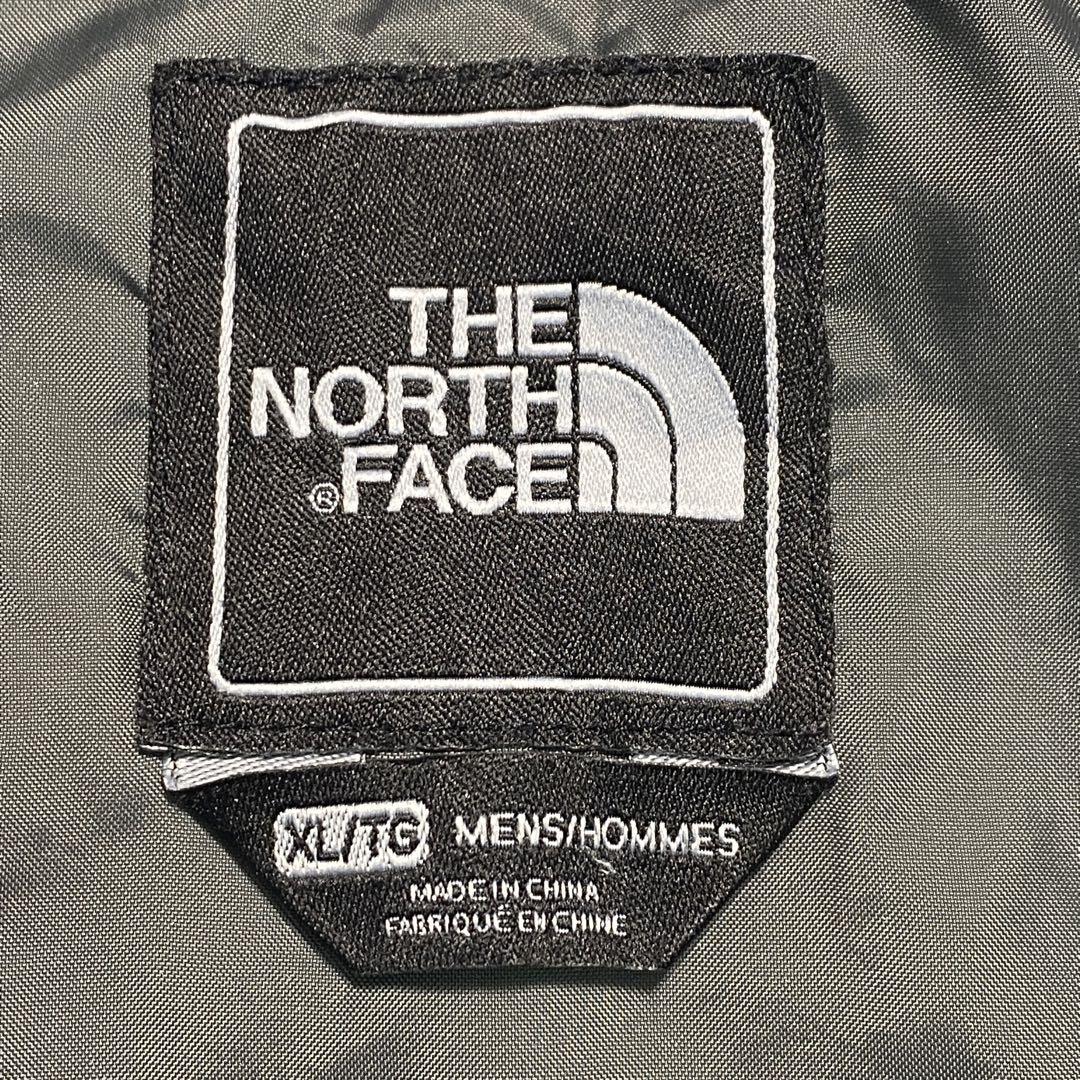 THE
NORTH
®FACE
XL/TG MENS/HOMMES
MADE IN CHINA
FABRIQUÉ EN CHINE